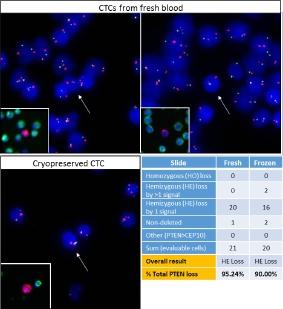 CTCs from fresh blood
Cryopreserved CTC
Slide Fresh Frozen
Homozygous (HO) loss 0 0
Hemizygous (HE) loss
by >1 signal 0 2
Hemizygous (HE) loss
by 1 signal 20 16
Non-deleted 1 2
Other (PTEN>CEP10) 0 0
Sum (evaluable cells) 21 20
Overall result HE Loss HE Loss
% Total PTEN loss 95.24% 90.00%